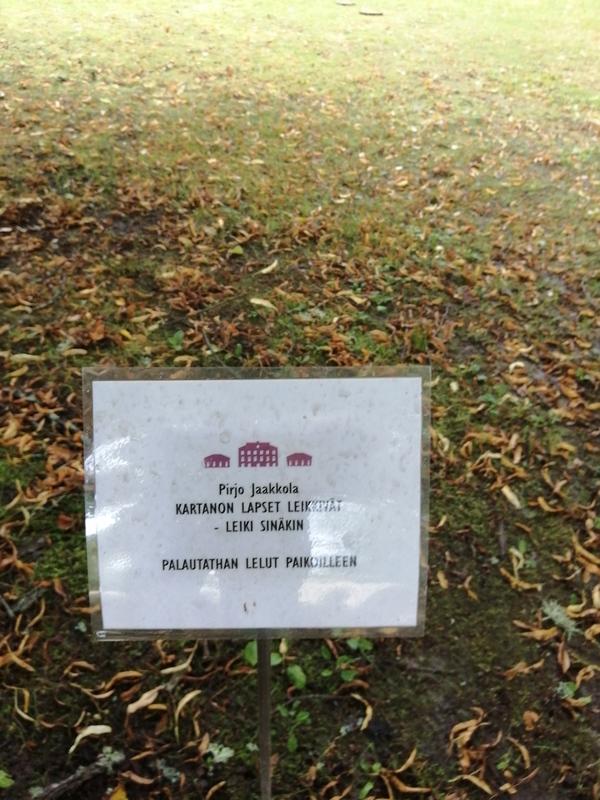 Pirjo Jaakkola
KARTANON LAPSET LEIKKIVÄT
- LEIKI SINÄKIN
PALAUTATHAN LELUT PAIKOILLEEN